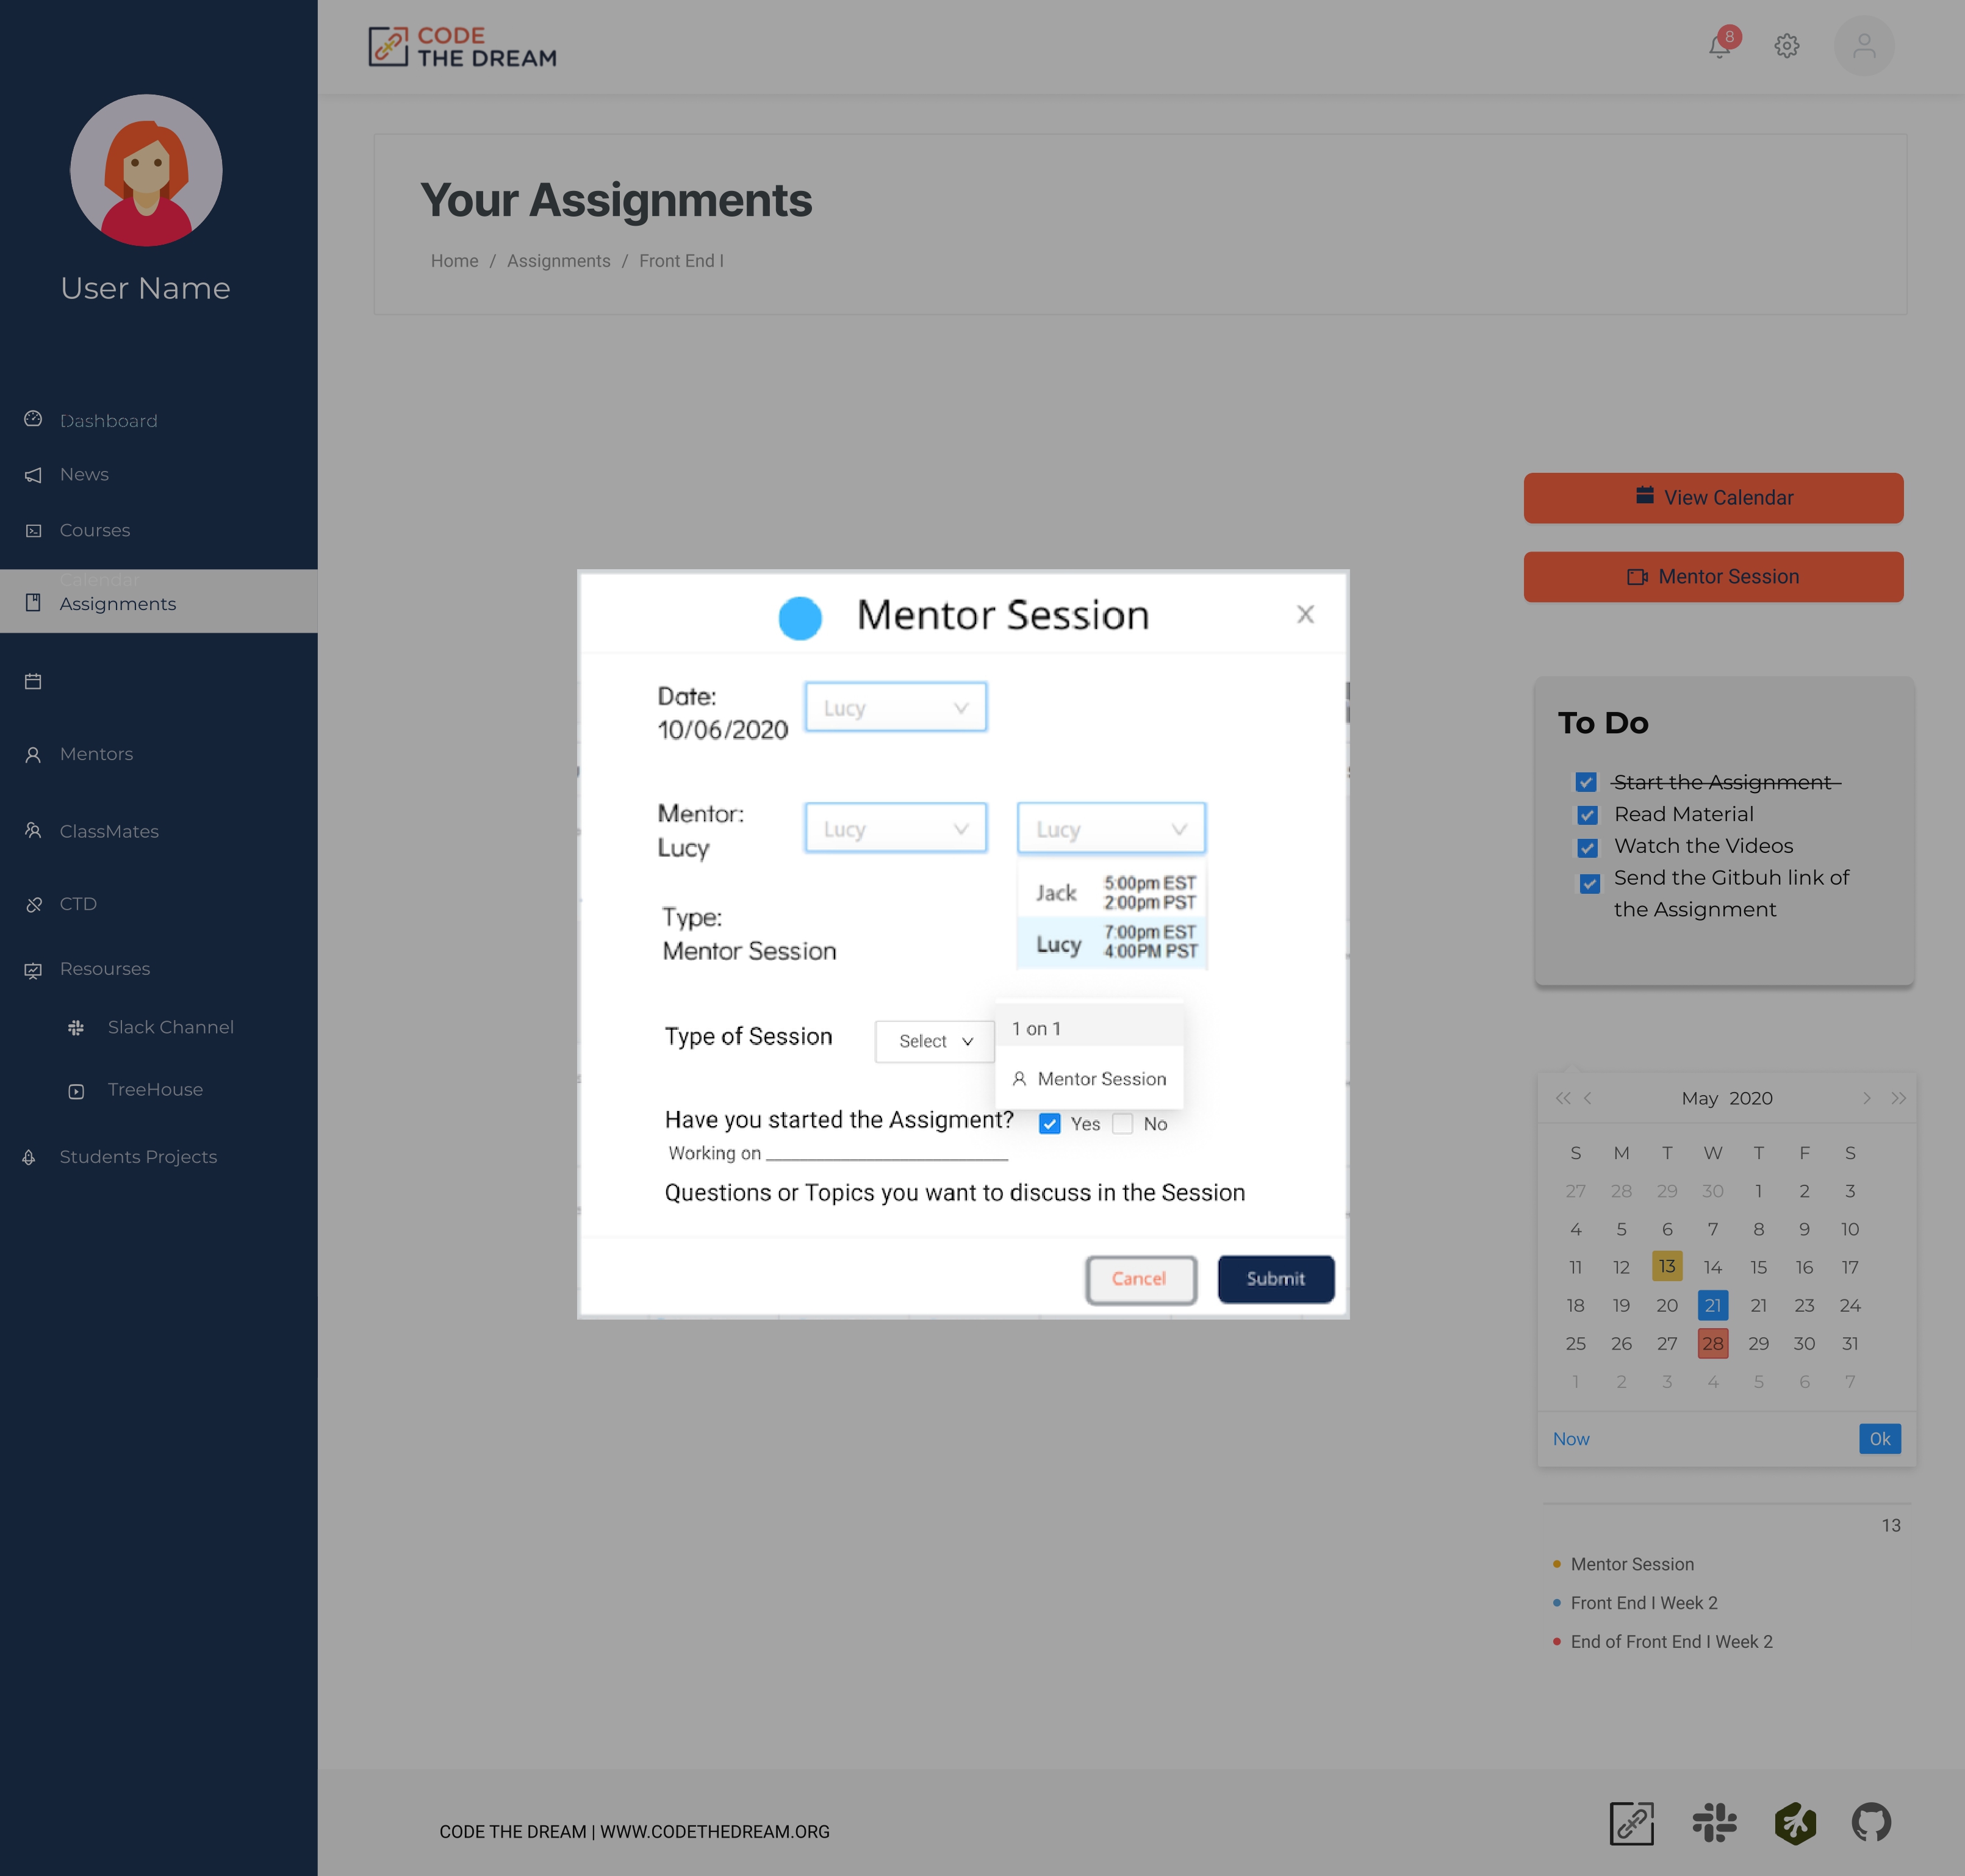 CODE
THE DREAM
8
User Name
Dashboard
News
Courses
Calendar
Assignments
Mentors
ClassMates
CTD
Resourses
Slack Channel
TreeHouse
Students Projects
Your Assignments
Home / Assignments / Front End I
View Calendar
Mentor Session
Mentor Session
X
Date:
10/06/2020
Lucy
Mentor:
Lucy
Lucy
Lucy
Jack 5:00pm EST
2:00pm PST
Lucy 7:00pm EST
4:00PM PST
Type:
Mentor Session
Type of Session
Select
1 on 1
Mentor Session
Have you started the Assigment?
Yes No
Working on
Questions or Topics you want to discuss in the Session
Cancel
Submit
To Do
Start the Assignment
Read Material
Watch the Videos
Send the Gitbuh link of
the Assignment
May 2020
S M T W T F S
27 28 29 30 1 2 3
4 5 6 7 8 9 10
11 12 13 14 15 16 17
18 19 20 21 21 23 24
25 26 27 28 29 30 31
1 2 3 4 5 6 7
Now
Ok
13
Mentor Session
Front End I Week 2
End of Front End I Week 2
CODE THE DREAM | WWW.CODETHEDREAM.ORG